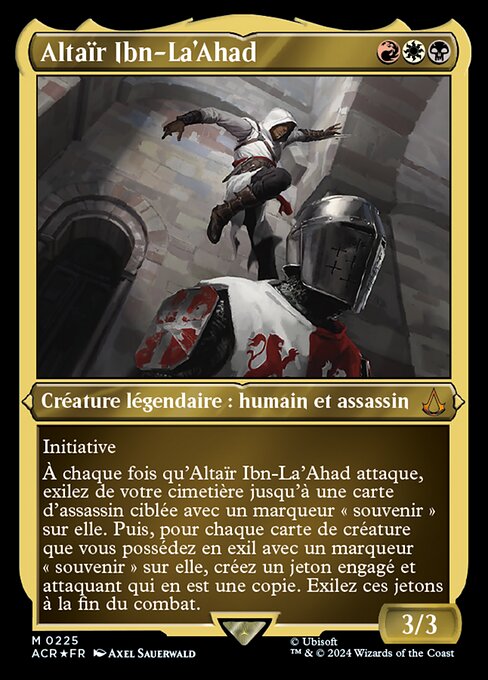 Altaïr Ibn-La'Ahad
Créature légendaire : humain et assassin
Initiative
À chaque fois qu'Altaïr Ibn-La'Ahad attaque,
exilez de votre cimetière jusqu'à une carte
d'assassin ciblée avec un marqueur « souvenir »
sur elle. Puis, pour chaque carte de créature
que vous possédez en exil avec un marqueur
« souvenir » sur elle, créez un jeton engagé et
attaquant qui en est une copie. Exilez ces jetons
à la fin du combat.
3/3
M 0225
ACR★FR Axel Sauerwald
© Ubisoft
™ & © 2024 Wizards of the Coast